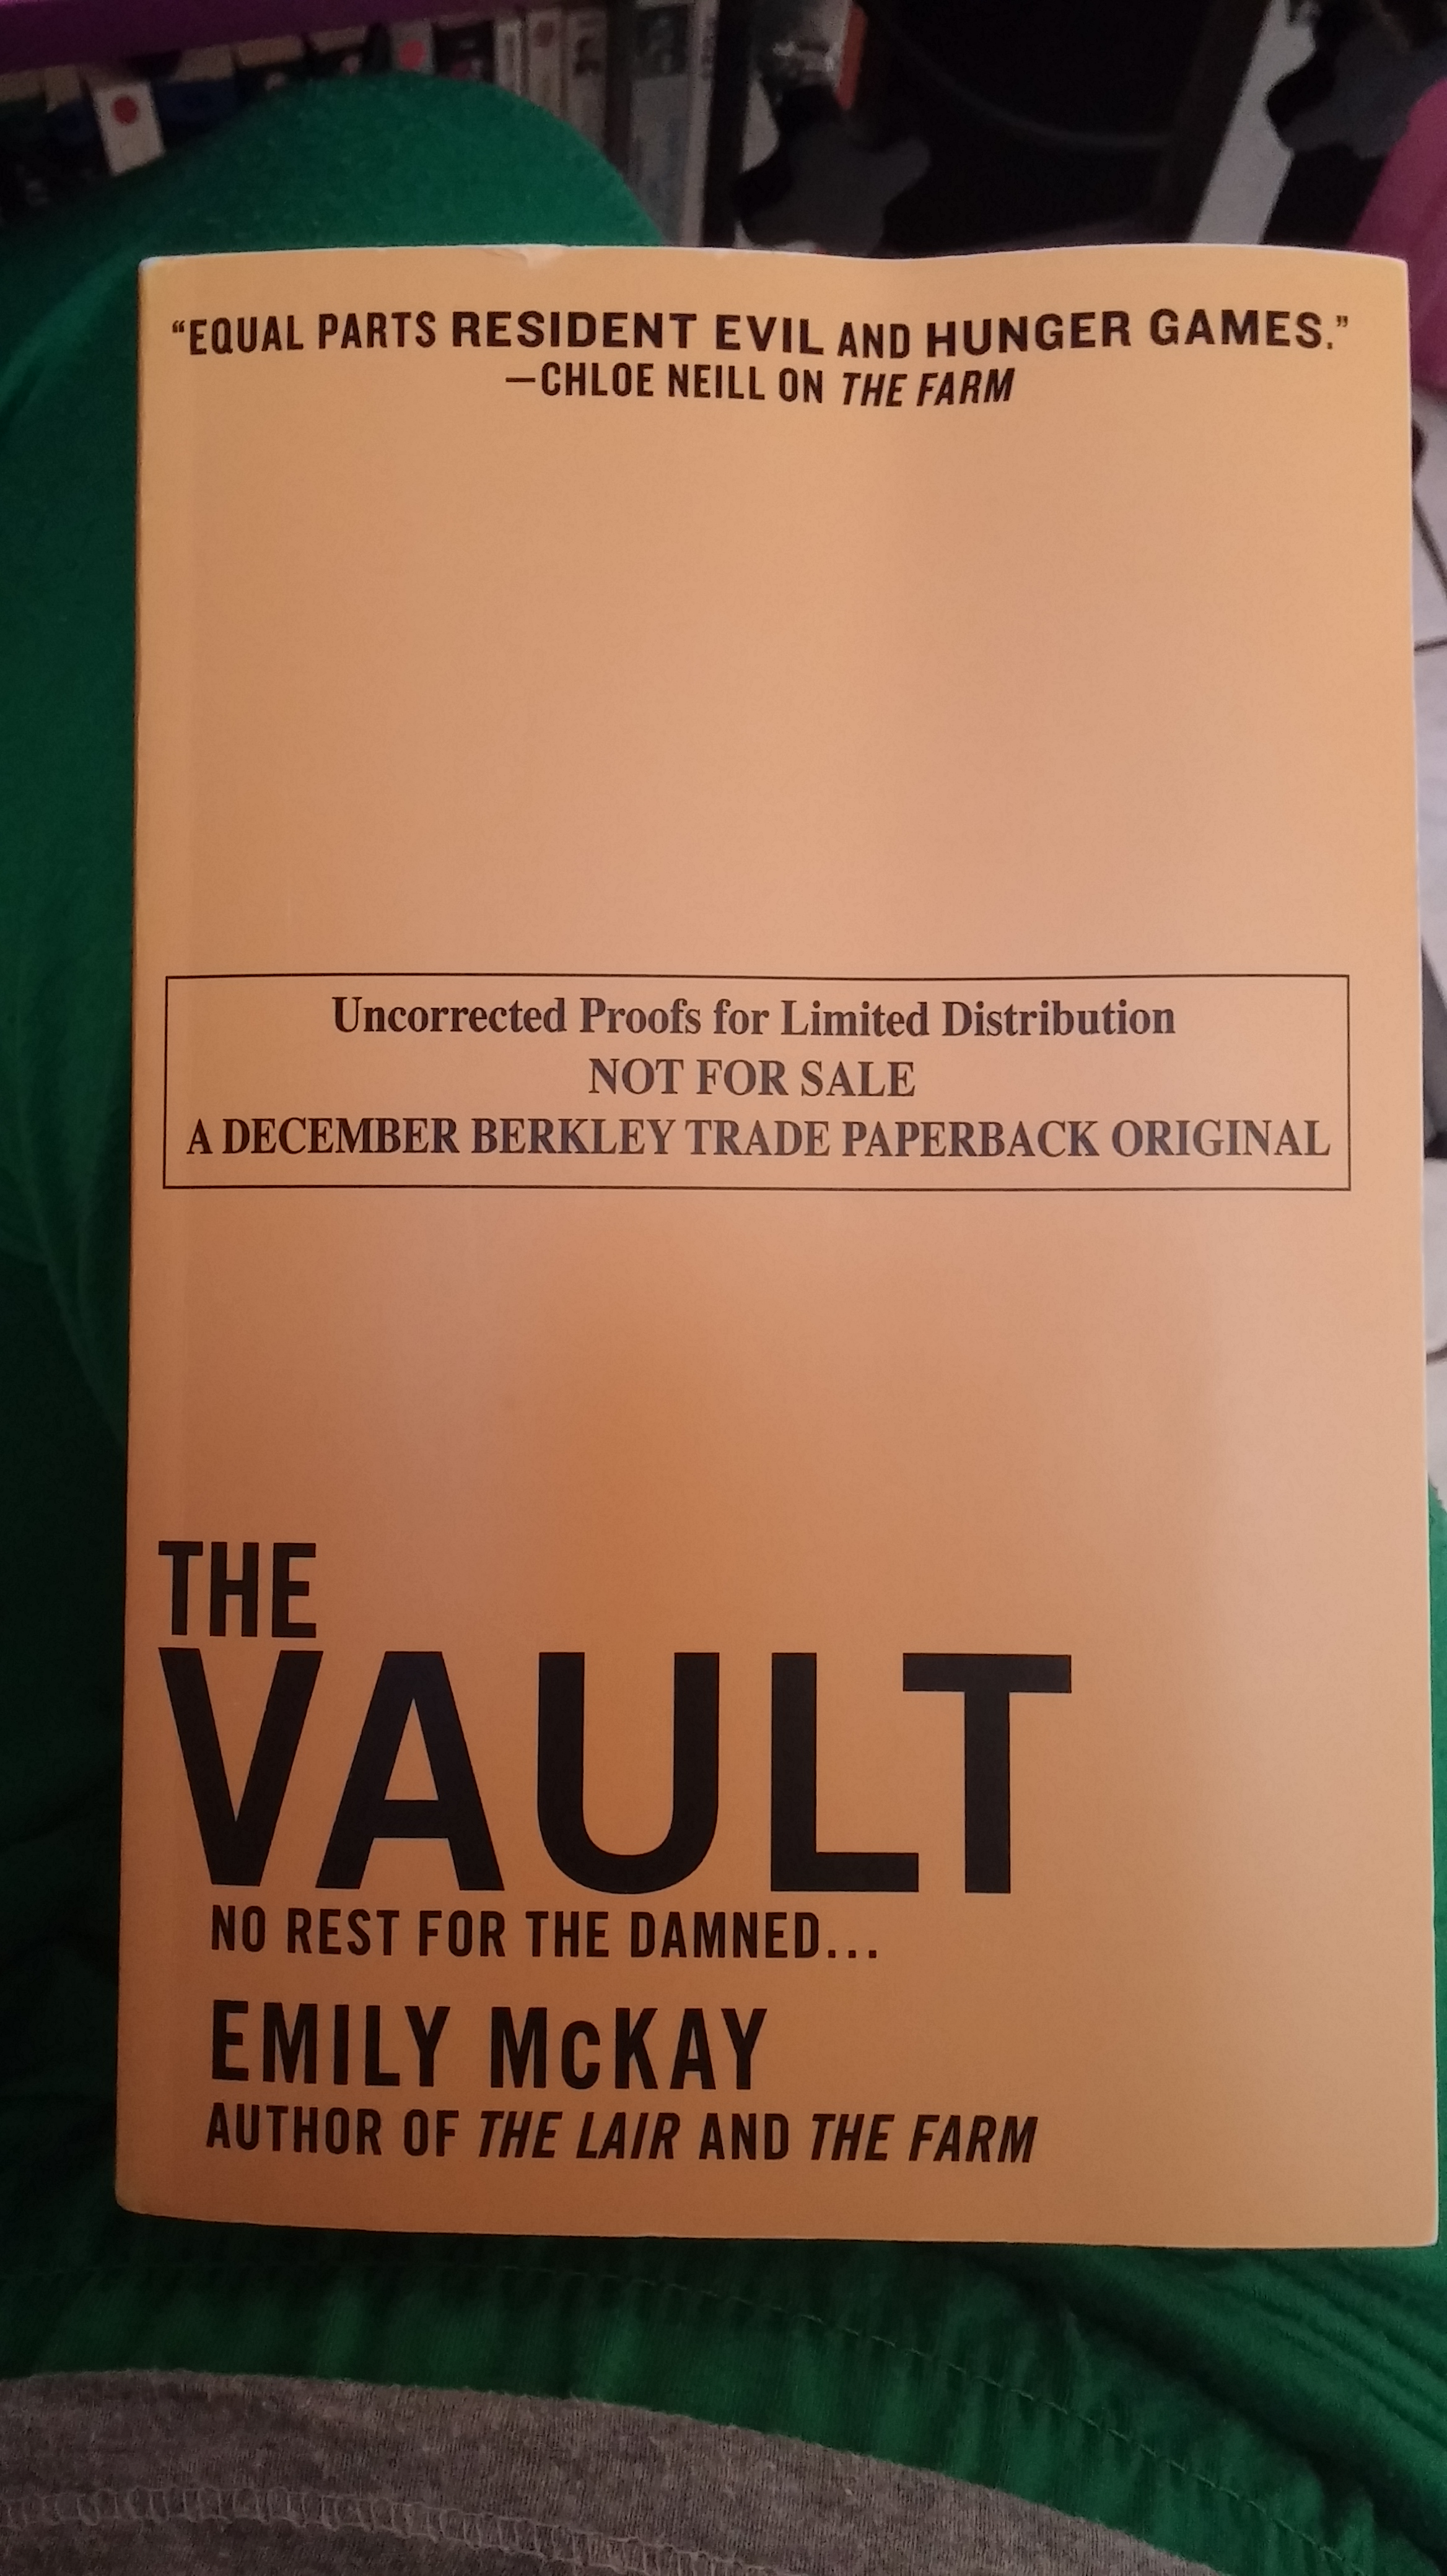 “EQUAL PARTS RESIDENT EVIL AND HUNGER GAMES.”
—CHLOE NEILL ON THE FARM
Uncorrected Proofs for Limited Distribution
NOT FOR SALE
A DECEMBER BERKLEY TRADE PAPERBACK ORIGINAL
THE
VAULT
NO REST FOR THE DAMNED...
EMILY McKAY
AUTHOR OF THE LAIR AND THE FARM